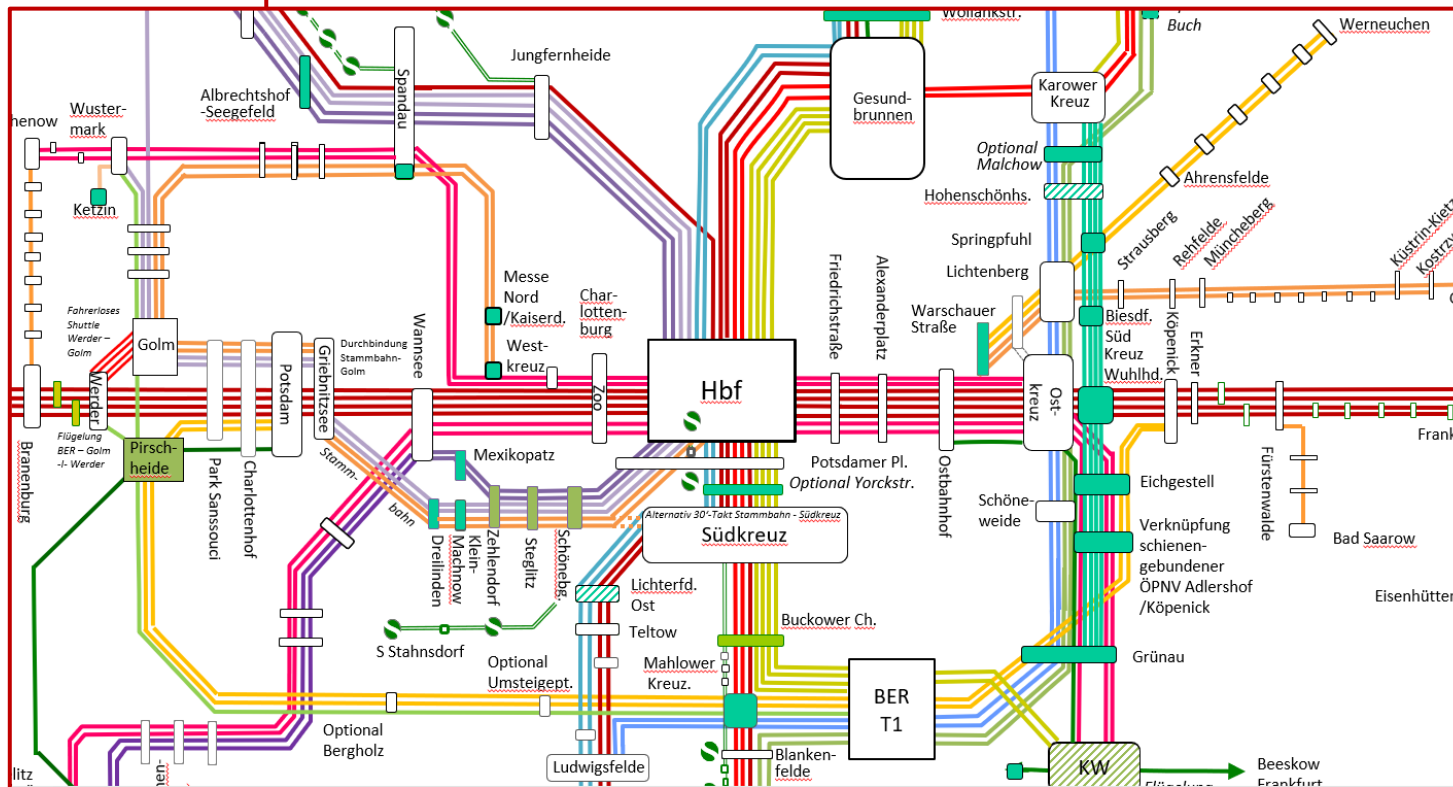 Wollankstr.
Buch
Werneuchen
Jungfernheide
Spandau
Albrechtshof
-Seegefeld
Gesund-
brunnen
Karower
Kreuz
Wuster-
mark
henow
Optional
Malchow
Ahrensfelde
Ketzin
Hohenschönhs.
Springpfuhl
Lichtenberg
Strausberg
Rehfelde
Müncheberg
Küstrin-Kietz
Messe
Nord
/Kaiserd.
Char-
lotten-
burg
West-
kreuz
Wannsee
Friedrichstraße
Alexanderplatz
Warschauer
Straße
Biesdf.
Süd
Kreuz
Wuhlhd.
Köpenick
Erkner
Fahrerloses
Shuttle
Werder –
Golm
Golm
Potsdam
Griebnitzsee
Durchbindung
Stammbahn-
Golm
Werder
Zoo
Hbf
Ost-
kreuz
Flügelung
BER – Golm
-I- Werder
Pirsch-
heide
Branenburg
Park Sanssouci
Charlottenhof
Stamm-
bahn
Mexikopatz
Potsdamer Pl.
Optional Yorckstr.
Ostbahnhof
Frank
Fürstenwalde
Eichgestell
Schöne-
weide
Alternativ 30‘-Takt Stammbahn - Südkreuz
Südkreuz
Dreilinden
Klein-
Machnow
Zehlendorf
Steglitz
Schönebg.
Verknüpfung
schienen-
gebundener
ÖPNV Adlershof
/Köpenick
Bad Saarow
Lichterfd.
Ost
Teltow
Eisenhütten
S Stahnsdorf
Buckower Ch.
Optional
Umsteigept.
Mahlower
Kreuz.
Grünau
BER
T1
Optional
Bergholz
Ludwigsfelde
Blanken-
felde
KW
Flügelung
Beeskow
Frankfurt
litz